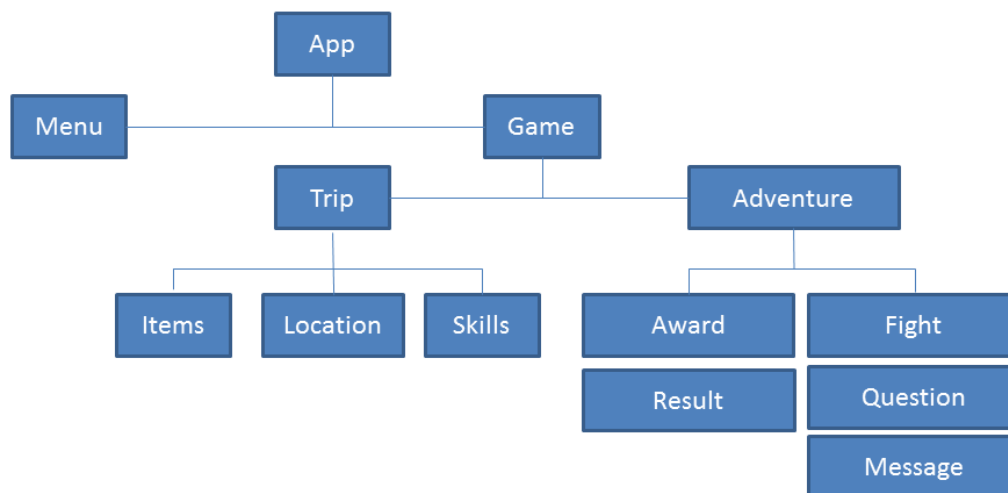 App
Menu
Game
Trip
Adventure
Items
Location
Skills
Award
Fight
Result
Question
Message